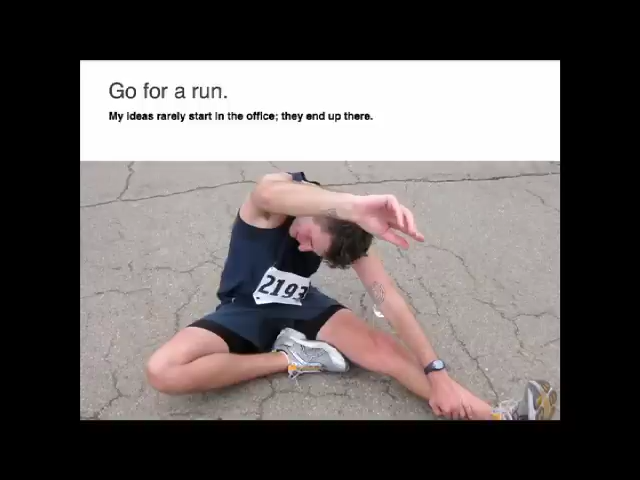 Go for a run.
My ideas rarely start in the office; they end up there.
2193